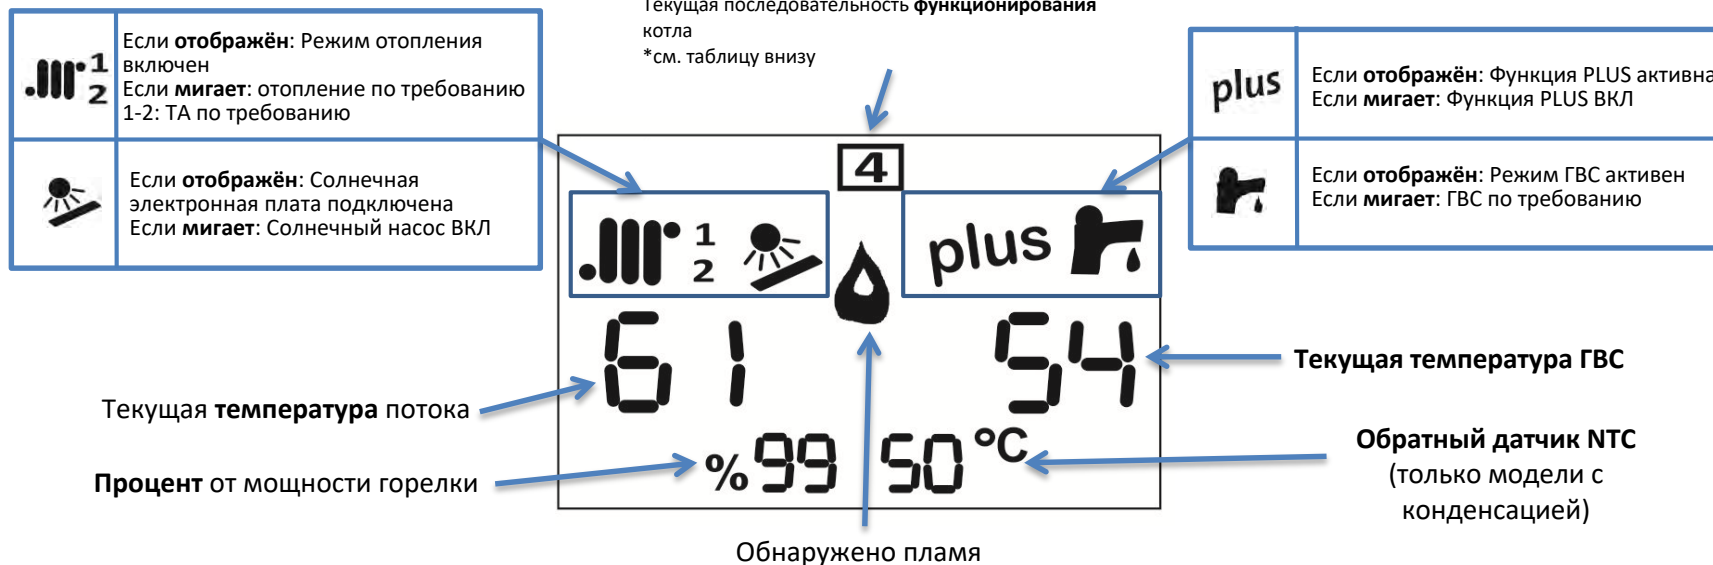 Текущая последовательность функционирования
котла
*см. таблицу внизу
1
2
Если отображён: Режим отопления
включен
Если мигает: отопление по требованию
1-2: ТА по требованию
Если отображён: Солнечная
электронная плата подключена
Если мигает: Солнечный насос ВКЛ
plus
Если отображён: Функция PLUS активна
Если мигает: Функция PLUS ВКЛ
Если отображён: Режим ГВС активен
Если мигает: ГВС по требованию
4
1
2
plus
61 54
% 99 50 °C
Текущая температура потока
Процент от мощности горелки
Текущая температура ГВС
Обратный датчик NTC
(только модели с
конденсацией)
Обнаружено пламя